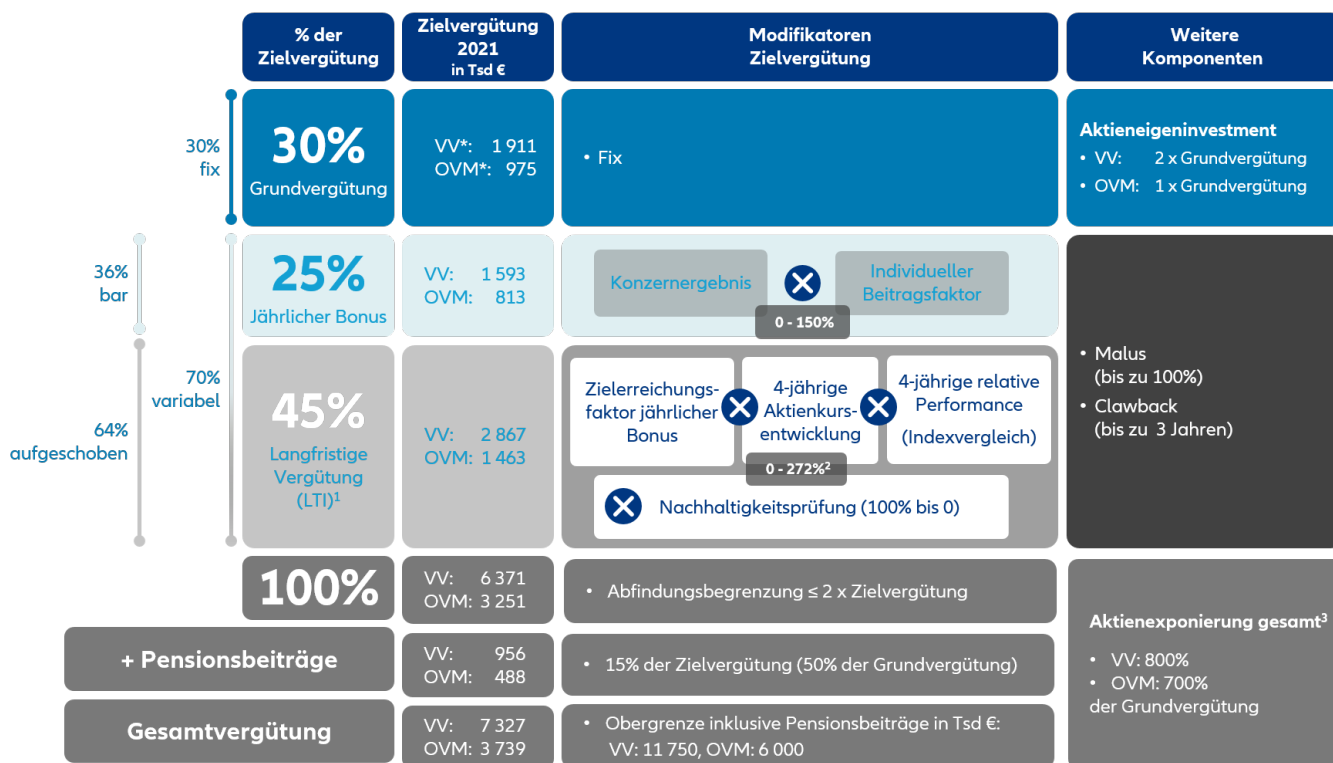 % der
Zielvergütung
Zielvergütung
2021
in Tsd €
Modifikatoren
Zielvergütung
Weitere
Komponenten
30%
fix
30%
Grundvergütung
VV*: 1 911
OVM*: 975
• Fix
Aktieneigeninvestment
• VV: 2 x Grundvergütung
• OVM: 1 x Grundvergütung
36%
bar
70%
variabel
64%
aufgeschoben
25%
Jährlicher Bonus
VV: 1 593
OVM: 813
Konzernergebnis
Individueller
Beitragsfaktor
0 - 150%
45%
Langfristige
Vergütung
(LTI)¹
VV: 2 867
OVM: 1 463
Zielerreichungs-
faktor jährlicher
Bonus
4-jährige
Aktienkurs-
entwicklung
4-jährige relative
Performance
(Indexvergleich)
0 - 272%²
Nachhaltigkeitsprüfung (100% bis 0)
• Malus
(bis zu 100%)
• Clawback
(bis zu 3 Jahren)
100%
VV: 6 371
OVM: 3 251
• Abfindungsbegrenzung ≤ 2 x Zielvergütung
+ Pensionsbeiträge
VV: 956
OVM: 488
• 15% der Zielvergütung (50% der Grundvergütung)
Gesamtvergütung
VV: 7 327
OVM: 3 739
• Obergrenze inklusive Pensionsbeiträge in Tsd €:
VV: 11 750, OVM: 6 000
Aktienexponierung gesamt³
• VV: 800%
• OVM: 700%
der Grundvergütung